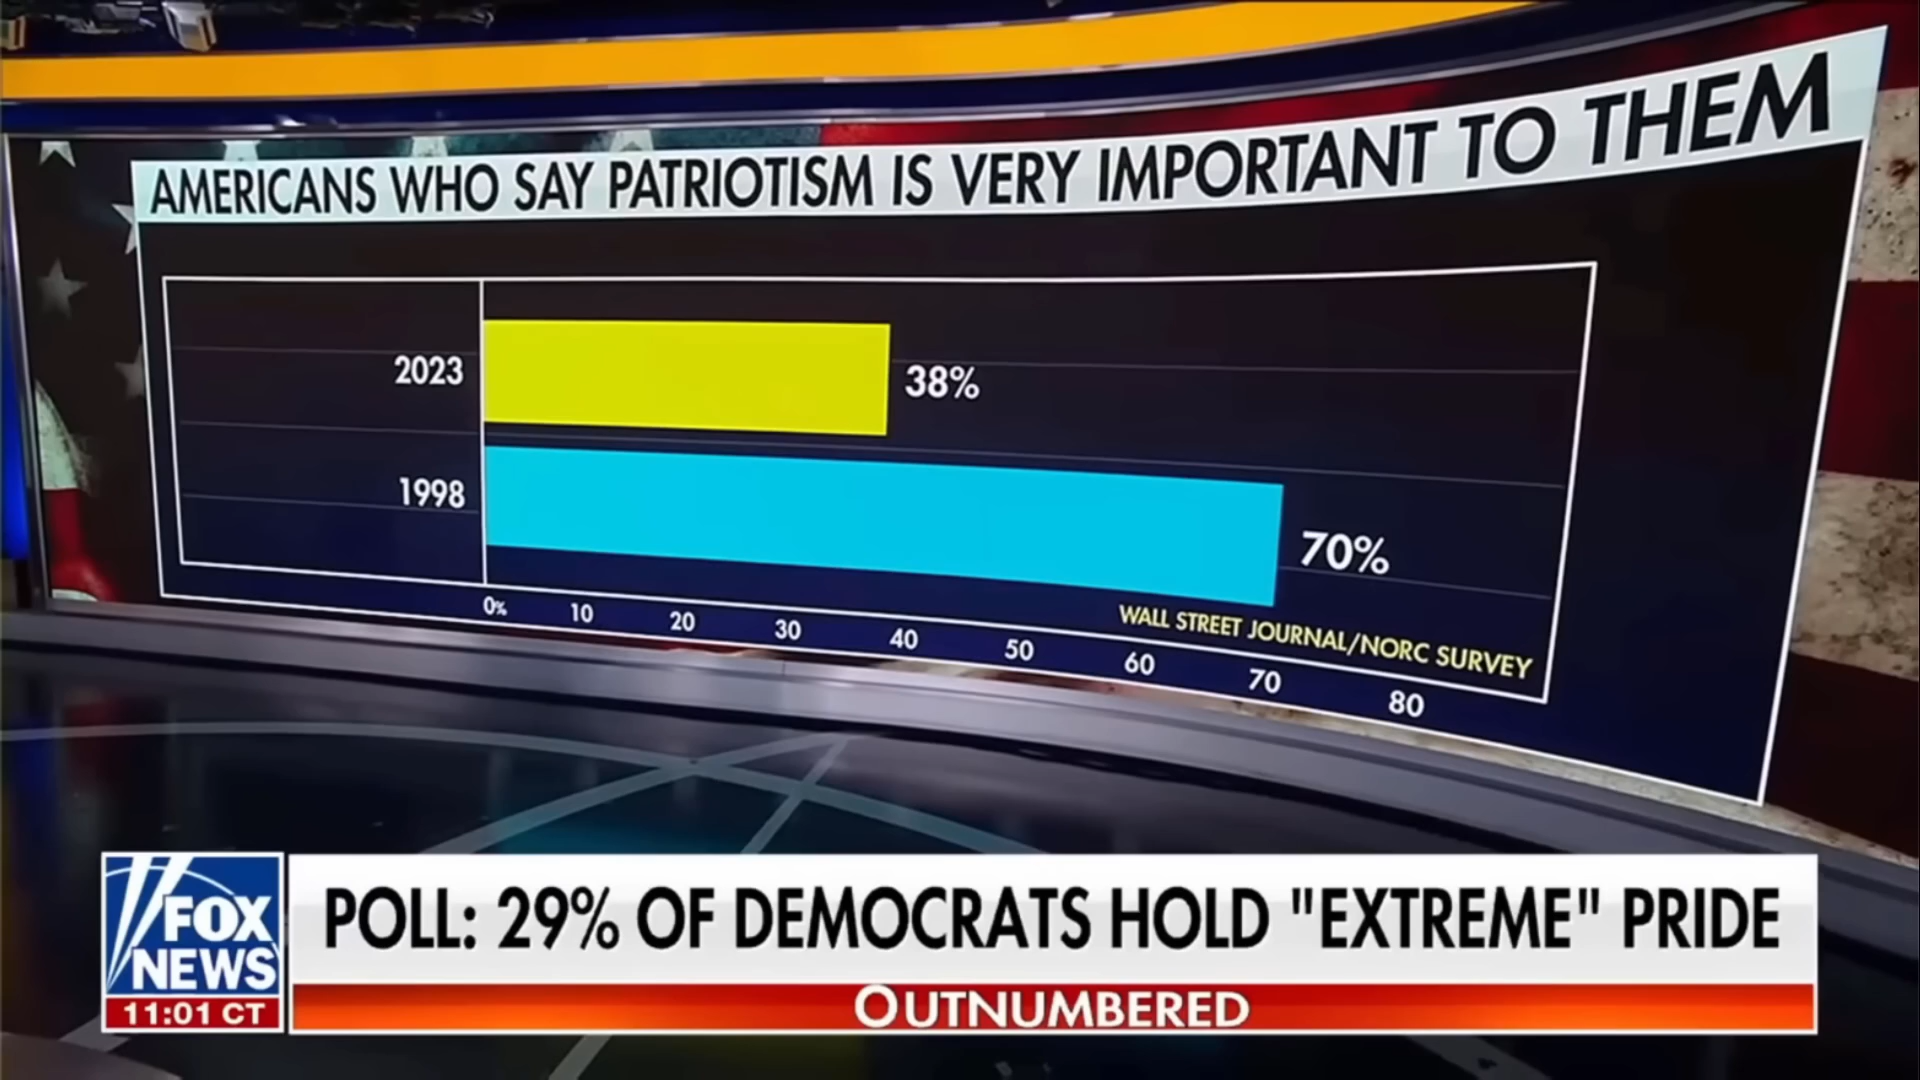 AMERICANS WHO SAY PATRIOTISM IS VERY IMPORTANT TO THEM
2023
38%
1998
70%
0%
10
20
30
40
50
60
70
80
WALL STREET JOURNAL/NORC SURVEY
FOX
NEWS
11:01 CT
POLL: 29% OF DEMOCRATS HOLD "EXTREME" PRIDE
OUTNUMBERED